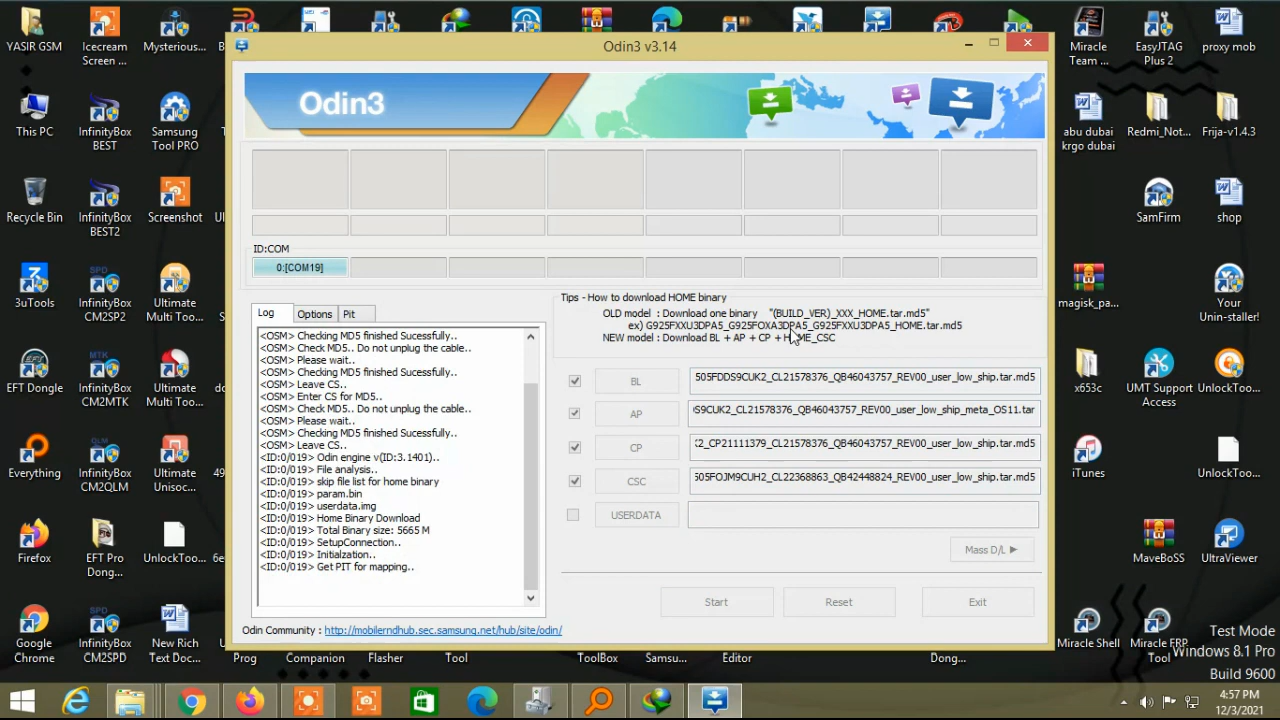 YASIR GSM
Icecream Screen ...
Mysterious...
Odin3 v3.14
Miracle Team ...
EasyJTAG Plus 2
proxy mob
Odin3
This PC
InfinityBox BEST
Samsung Tool PRO
abu dubai krgo dubai
Redmi_Not...
Frija-v1.4.3
Recycle Bin
InfinityBox BEST2
Screenshot
SamFirm
shop
ID:COM
0:[COM19]
3uTools
InfinityBox CM2SP2
Ultimate Multi Too...
magisk_pa...
Your Unin-staller!
Log
Options
Pit
Tips - How to download HOME binary
OLD model : Download one binary "(BUILD_VER)_XXX_HOME.tar.md5"
ex) G925FXXU3DPA5_G925FOXA3DPA5_G925FXXU3DPA5_HOME.tar.md5
NEW model : Download BL + AP + CP + HOME_CSC
<OSM> Checking MD5 finished Sucessfully..
<OSM> Check MD5.. Do not unplug the cable..
<OSM> Please wait..
<OSM> Checking MD5 finished Sucessfully..
<OSM> Leave CS..
<OSM> Enter CS for MD5..
<OSM> Check MD5.. Do not unplug the cable..
<OSM> Please wait..
<OSM> Checking MD5 finished Sucessfully..
<OSM> Leave CS..
<ID:0/019> Odin engine v(ID:3.1401)..
<ID:0/019> File analysis..
<ID:0/019> skip file list for home binary
<ID:0/019> param.bin
<ID:0/019> userdata.img
<ID:0/019> Home Binary Download
<ID:0/019> Total Binary size: 5665 M
<ID:0/019> SetupConnection..
<ID:0/019> Initialzation..
<ID:0/019> Get PIT for mapping..
BL
505FDDS9CUK2_CL21578376_QB46043757_REV00_user_low_ship.tar.md5
AP
S9CUK2_CL21578376_QB46043757_REV00_user_low_ship_meta_OS11.tar
CP
2_CP21111379_CL21578376_QB46043757_REV00_user_low_ship.tar.md5
CSC
505FOJM9CUH2_CL22368863_QB42448824_REV00_user_low_ship.tar.md5
USERDATA
Mass D/L ▶
Start
Reset
Exit
Odin Community : http://mobilerndhub.sec.samsung.net/hub/site/odin/
EFT Dongle
InfinityBox CM2MTK
Samsung Multi Tool...
x653c
UMT Support Access
UnlockToo...
Everything
InfinityBox CM2QLM
Ultimate Unisoc...
49
iTunes
UnlockToo...
Firefox
EFT Pro Dong...
UnlockToo...
6e
MaveBoSS
UltraViewer
Google Chrome
InfinityBox CM2SPD
New Rich Text Doc...
Prog
Companion
Flasher
Tool
ToolBox
Samsu...
Editor
Dong...
Miracle Shell
Miracle FRP Tool
Test Mode
Windows 8.1 Pro
Build 9600
4:57 PM
12/3/2021